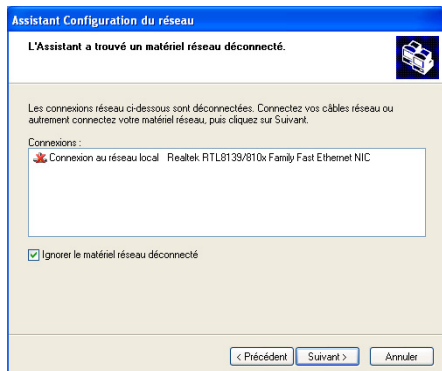 Assistant Configuration du réseau
L'Assistant a trouvé un matériel réseau déconnecté.
Les connexions réseau ci-dessous sont déconnectées. Connectez vos câbles réseau ou
autrement connectez votre matériel réseau, puis cliquez sur Suivant.
Connexions :
Connexion au réseau local Realtek RTL8139/810x Family Fast Ethernet NIC
Ignorer le matériel réseau déconnecté
< Précédent Suivant > Annuler